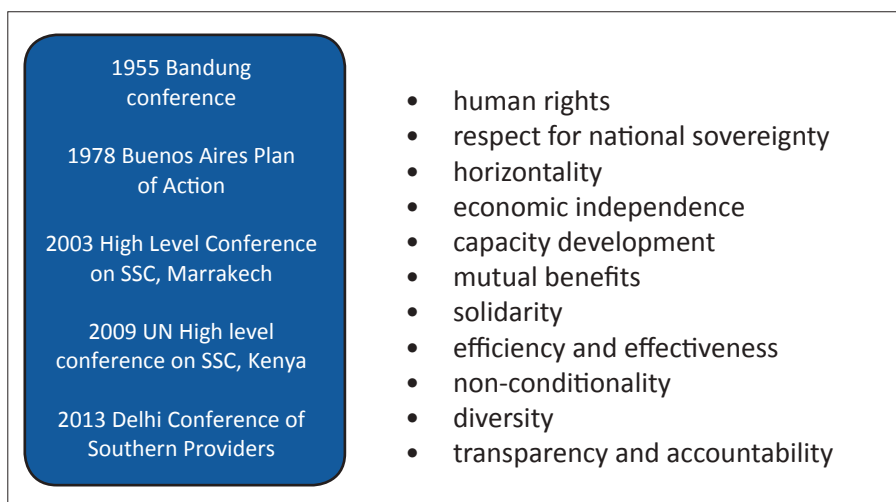 1955 Bandung
conference
1978 Buenos Aires Plan
of Action
2003 High Level Conference
on SSC, Marrakech
2009 UN High level
conference on SSC, Kenya
2013 Delhi Conference of
Southern Providers
• human rights
• respect for national sovereignty
• horizontality
• economic independence
• capacity development
• mutual benefits
• solidarity
• efficiency and effectiveness
• non-conditionality
• diversity
• transparency and accountability